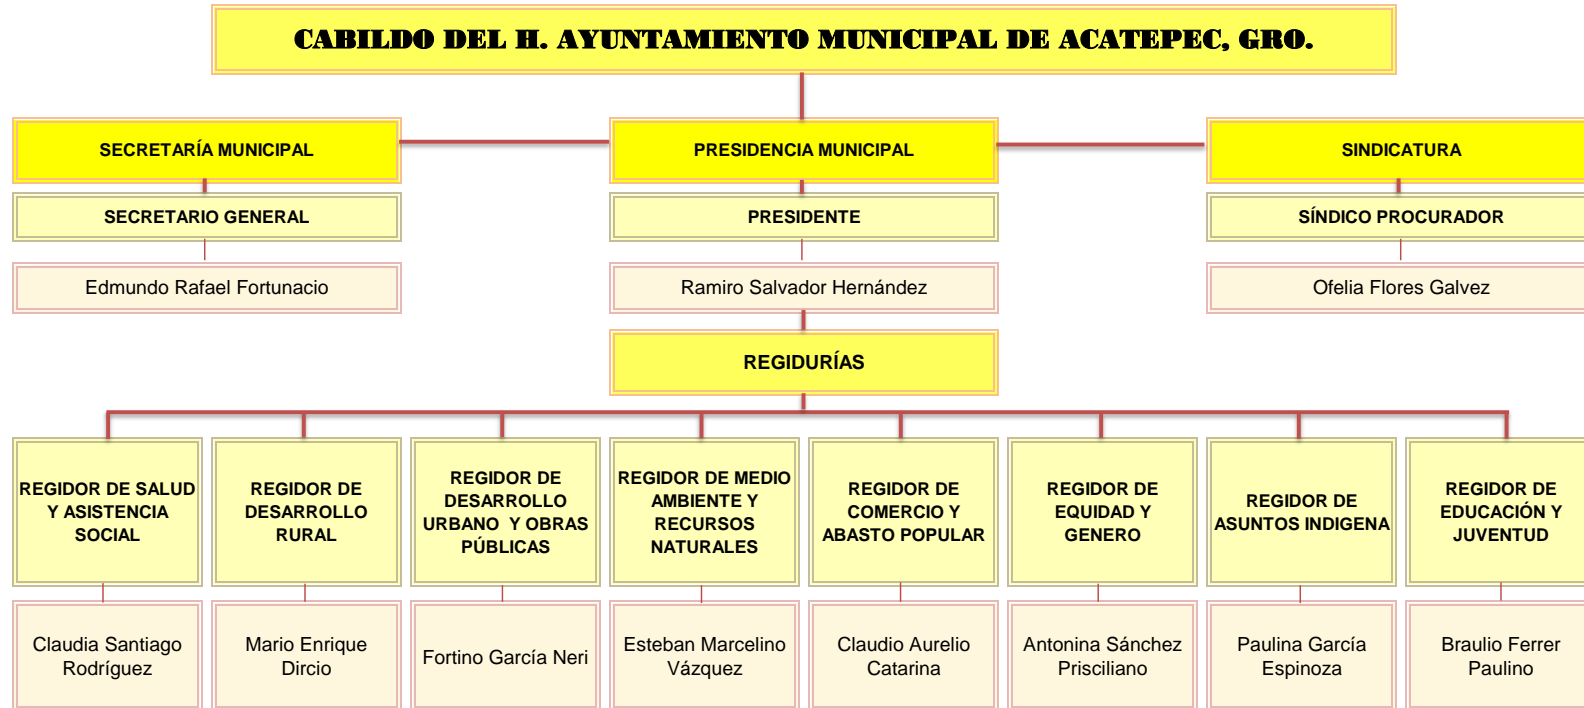 CABILDO DEL H. AYUNTAMIENTO MUNICIPAL DE ACATEPEC, GRO.
SECRETARÍA MUNICIPAL
PRESIDENCIA MUNICIPAL
SINDICATURA
SECRETARIO GENERAL
PRESIDENTE
SÍNDICO PROCURADOR
Edmundo Rafael Fortunacio
Ramiro Salvador Hernández
Ofelia Flores Galvez
REGIDURÍAS
REGIDOR DE SALUD
Y ASISTENCIA
SOCIAL
REGIDOR DE
DESARROLLO
RURAL
REGIDOR DE
DESARROLLO
URBANO Y OBRAS
PÚBLICAS
REGIDOR DE MEDIO
AMBIENTE Y
RECURSOS
NATURALES
REGIDOR DE
COMERCIO Y
ABASTO POPULAR
REGIDOR DE
EQUIDAD Y
GENERO
REGIDOR DE
ASUNTOS INDIGENA
REGIDOR DE
EDUCACIÓN Y
JUVENTUD
Claudia Santiago
Rodríguez
Mario Enrique
Dircio
Fortino García Neri
Esteban Marcelino
Vázquez
Claudio Aurelio
Catarina
Antonina Sánchez
Prisciliano
Paulina García
Espinoza
Braulio Ferrer
Paulino